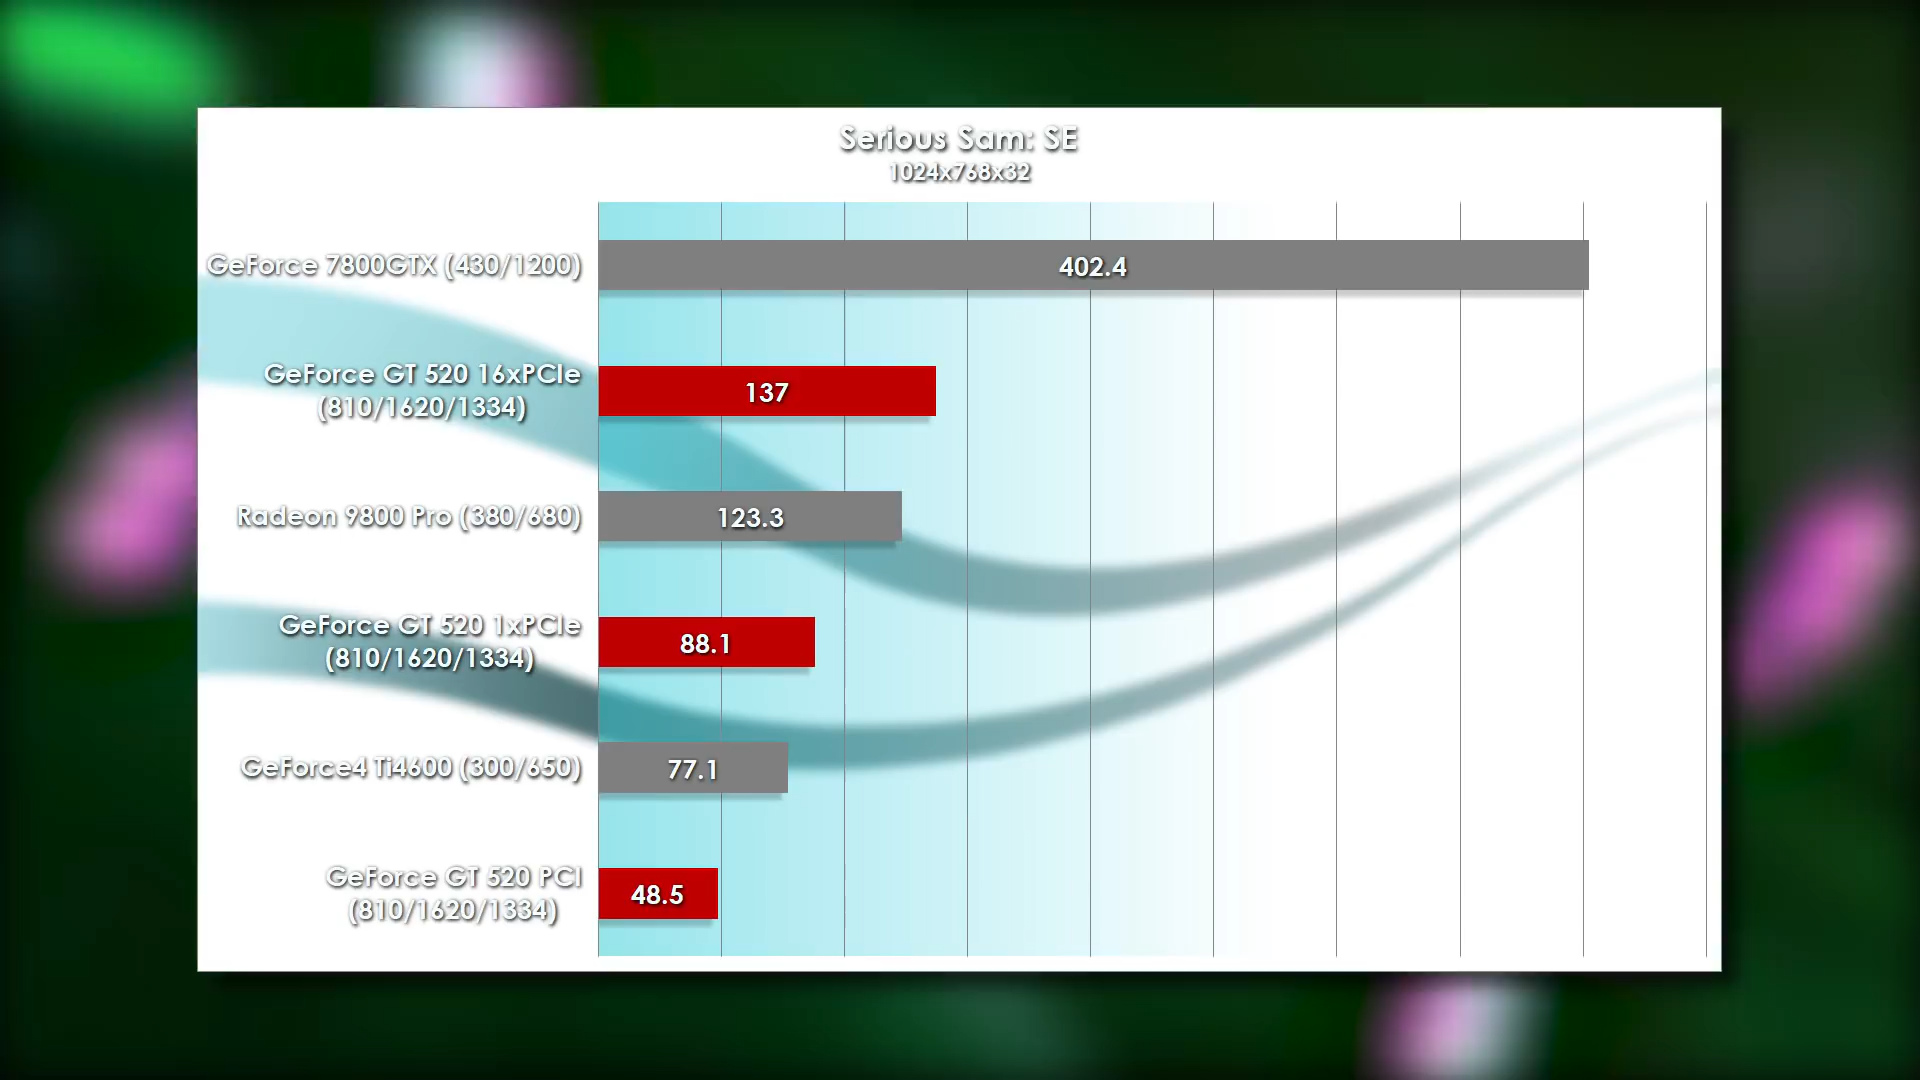 Serious Sam: SE
1024x768x32
GeForce 7800GTX (430/1200)
402.4
GeForce GT 520 16xPCIe
(810/1620/1334)
137
Radeon 9800 Pro (380/680)
123.3
GeForce GT 520 1xPCIe
(810/1620/1334)
88.1
GeForce4 Ti4600 (300/650)
77.1
GeForce GT 520 PCI
(810/1620/1334)
48.5